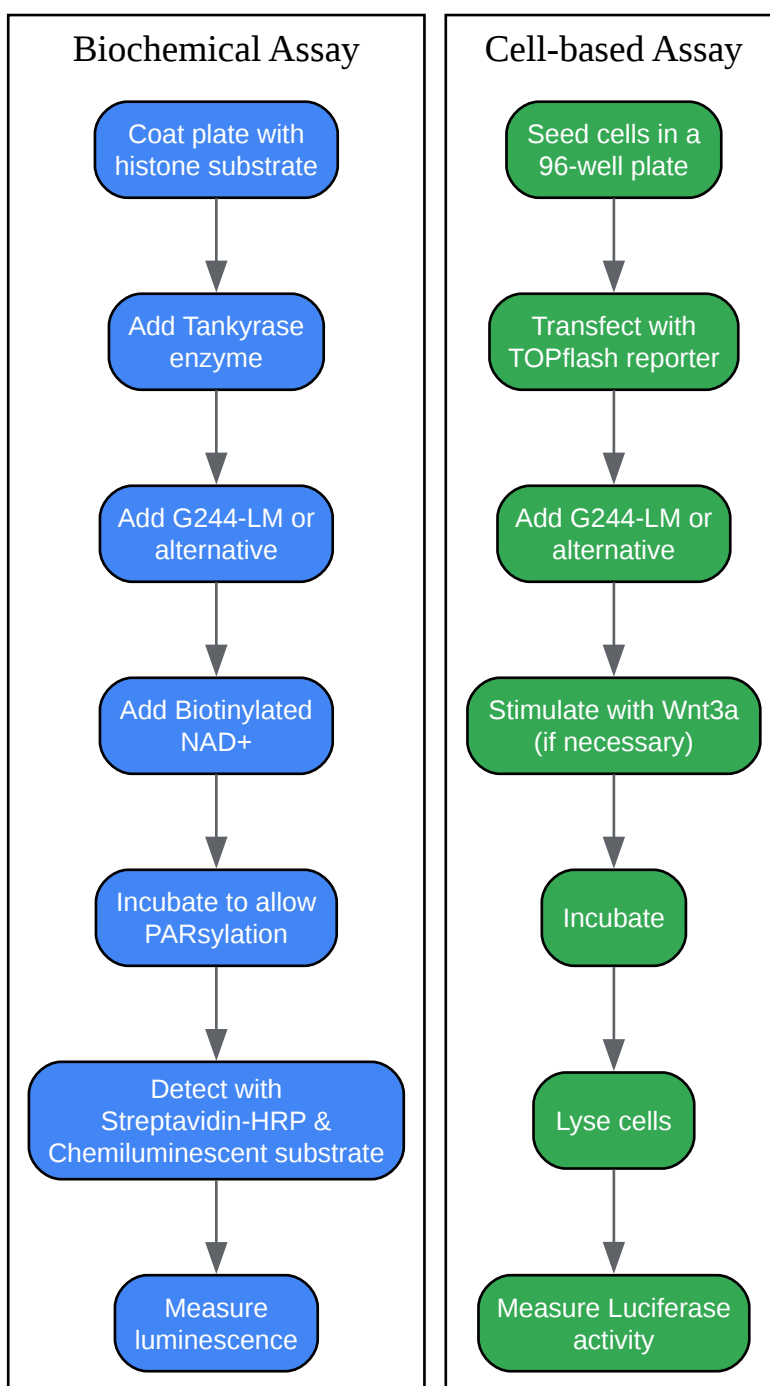 Biochemical Assay
Coat plate with
histone substrate
Add Tankyrase
enzyme
Add G244-LM or
alternative
Add Biotinylated
NAD+
Incubate to allow
PARsylation
Detect with
Streptavidin-HRP &
Chemiluminescent substrate
Measure
luminescence
Cell-based Assay
Seed cells in a
96-well plate
Transfect with
TOPflash reporter
Add G244-LM or
alternative
Stimulate with Wnt3a
(if necessary)
Incubate
Lyse cells
Measure Luciferase
activity